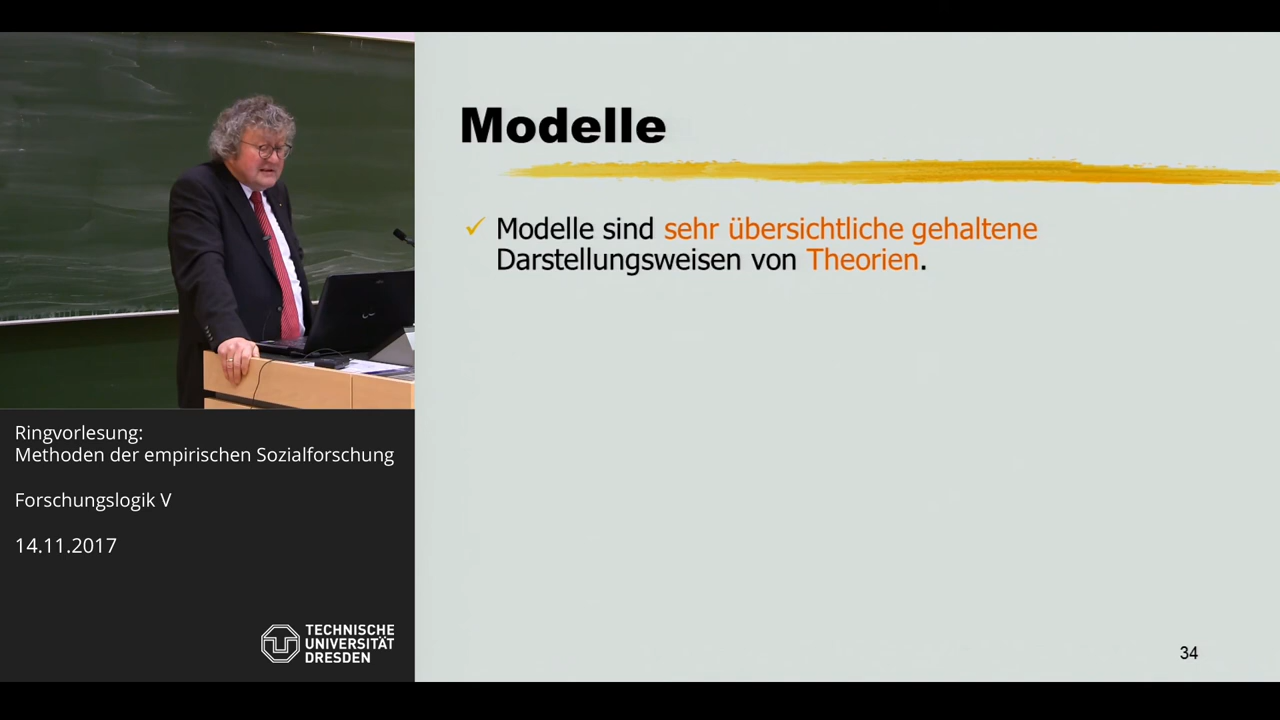 Modelle
✓ Modelle sind sehr übersichtliche gehaltene
Darstellungsweisen von Theorien.
Ringvorlesung:
Methoden der empirischen Sozialforschung
Forschungslogik V
14.11.2017
TECHNISCHE
UNIVERSITÄT
DRESDEN
34